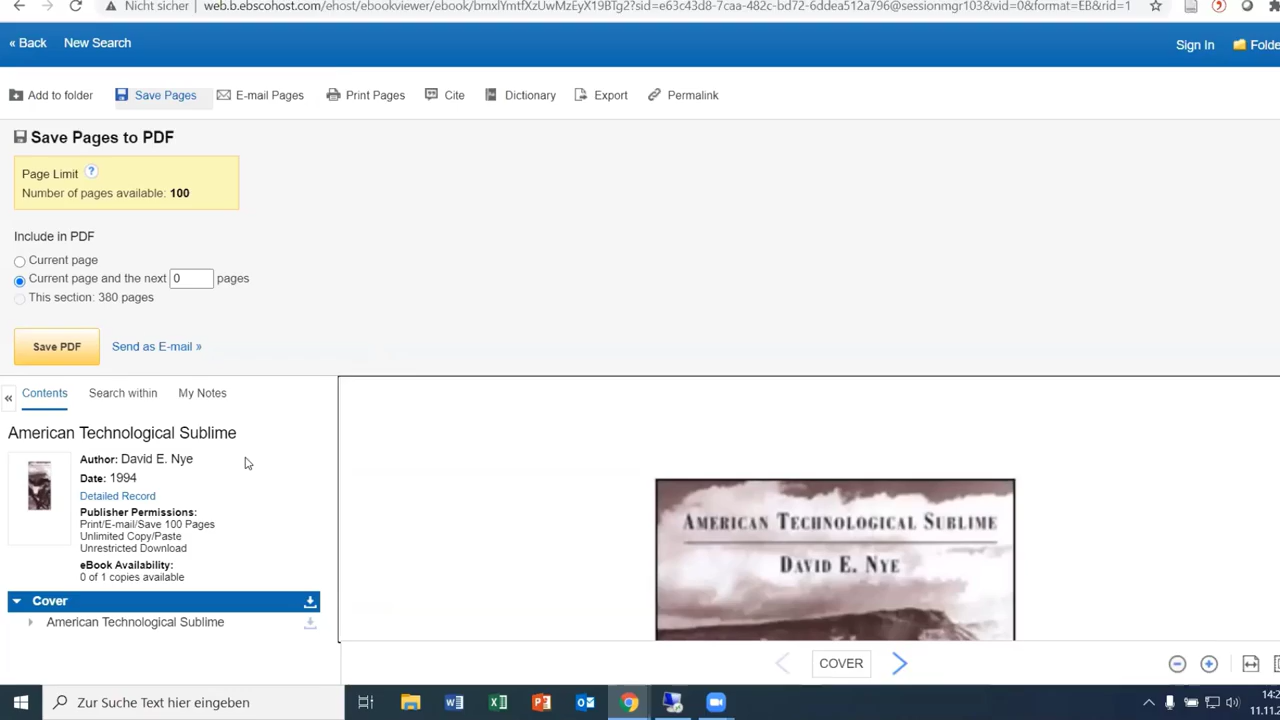 Nicht sicher web.b.ebscohost.com/ehost/ebookviewer/ebook/bmxlYmtfXzUwMzEyX19BTg2?sid=e63c43d8-7caa-482c-bd72-6ddea512a796@sessionmgr103&vid=0&format=EB&rid=1
« Back New Search Sign In Folde
Add to folder Save Pages E-mail Pages Print Pages Cite Dictionary Export Permalink
Save Pages to PDF
Page Limit ?
Number of pages available: 100
Include in PDF
Current page
Current page and the next 0 pages
This section: 380 pages
Save PDF Send as E-mail »
« Contents Search within My Notes
American Technological Sublime
Author: David E. Nye
Date: 1994
Detailed Record
Publisher Permissions:
Print/E-mail/Save 100 Pages
Unlimited Copy/Paste
Unrestricted Download
eBook Availability:
0 of 1 copies available
Cover
American Technological Sublime
AMERICAN TECHNOLOGICAL SUBLIME
DAVID E. NYE
COVER
Zur Suche Text hier eingeben
14:2
11.11.2